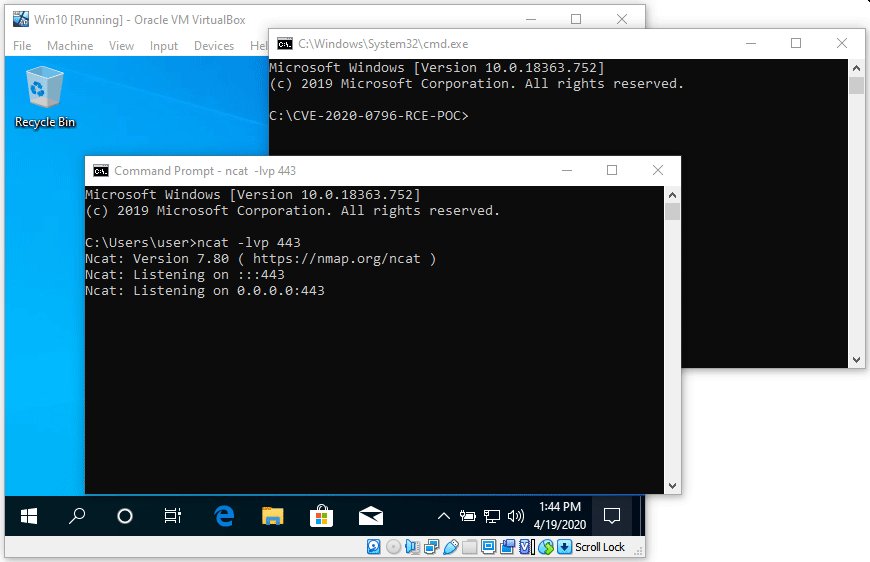 Win10 [Running] - Oracle VM VirtualBox
File Machine View Input Devices Hel
C:\Windows\System32\cmd.exe
Microsoft Windows [Version 10.0.18363.752]
(c) 2019 Microsoft Corporation. All rights reserved.
C:\CVE-2020-0796-RCE-POC>
Recycle Bin
Command Prompt - ncat -lvp 443
Microsoft Windows [Version 10.0.18363.752]
(c) 2019 Microsoft Corporation. All rights reserved.
C:\Users\user>ncat -lvp 443
Ncat: Version 7.80 ( https://nmap.org/ncat )
Ncat: Listening on :::443
Ncat: Listening on 0.0.0.0:443
1:44 PM
4/19/2020
Scroll Lock